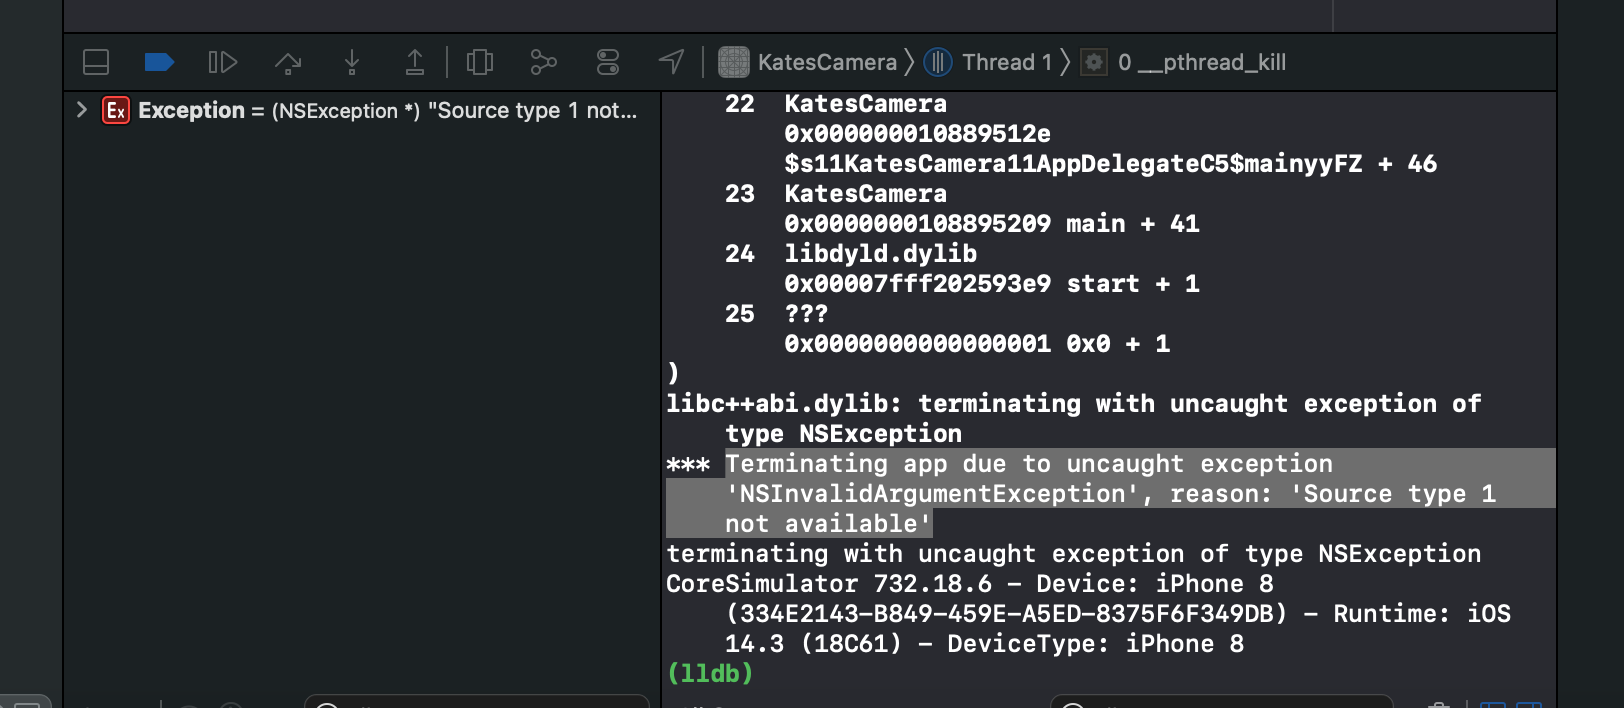 KatesCamera Thread 1 0 __pthread_kill
Ex Exception = (NSException *) "Source type 1 not...
22 KatesCamera
0x000000010889512e
$s11KatesCamera11AppDelegateC5$mainyyFZ + 46
23 KatesCamera
0x0000000108895209 main + 41
24 libdyld.dylib
0x00007fff202593e9 start + 1
25 ???
0x0000000000000001 0x0 + 1
)
libc++abi.dylib: terminating with uncaught exception of
type NSException
*** Terminating app due to uncaught exception
'NSInvalidArgumentException', reason: 'Source type 1
not available'
terminating with uncaught exception of type NSException
CoreSimulator 732.18.6 - Device: iPhone 8
(334E2143-B849-459E-A5ED-8375F6F349DB) - Runtime: iOS
14.3 (18C61) - DeviceType: iPhone 8
(lldb)